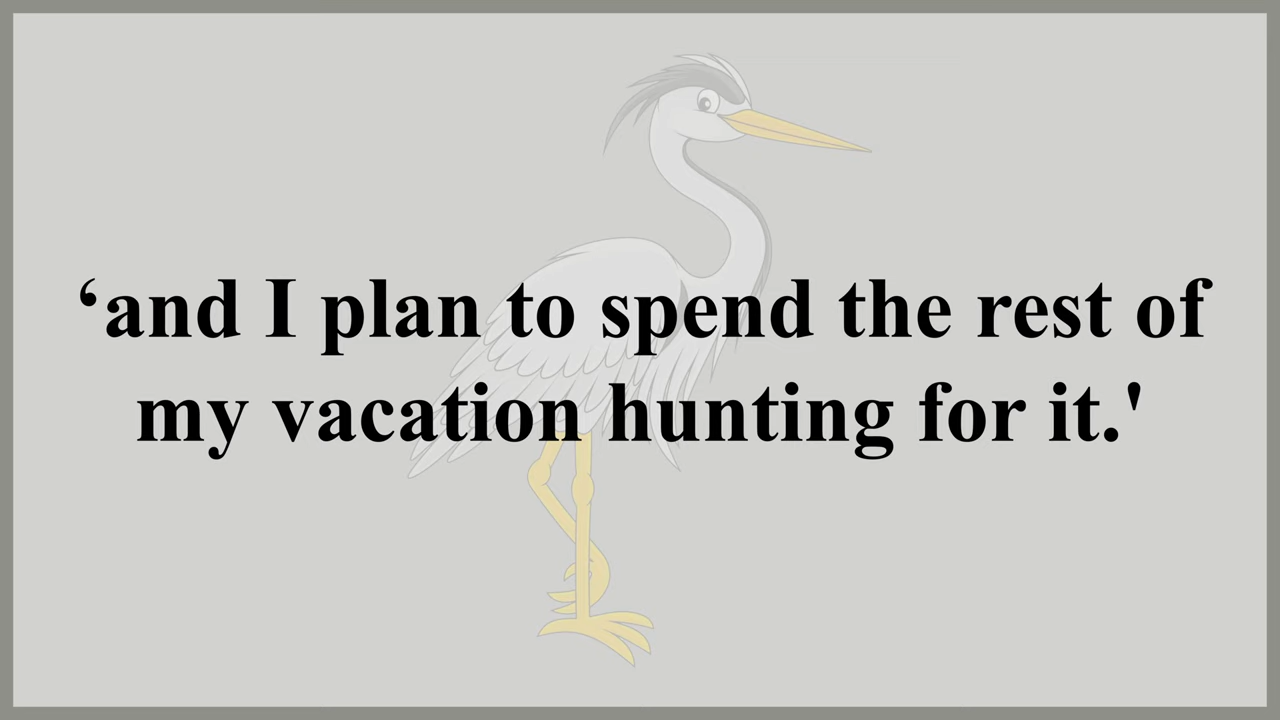 ‘and I plan to spend the rest of
my vacation hunting for it.'